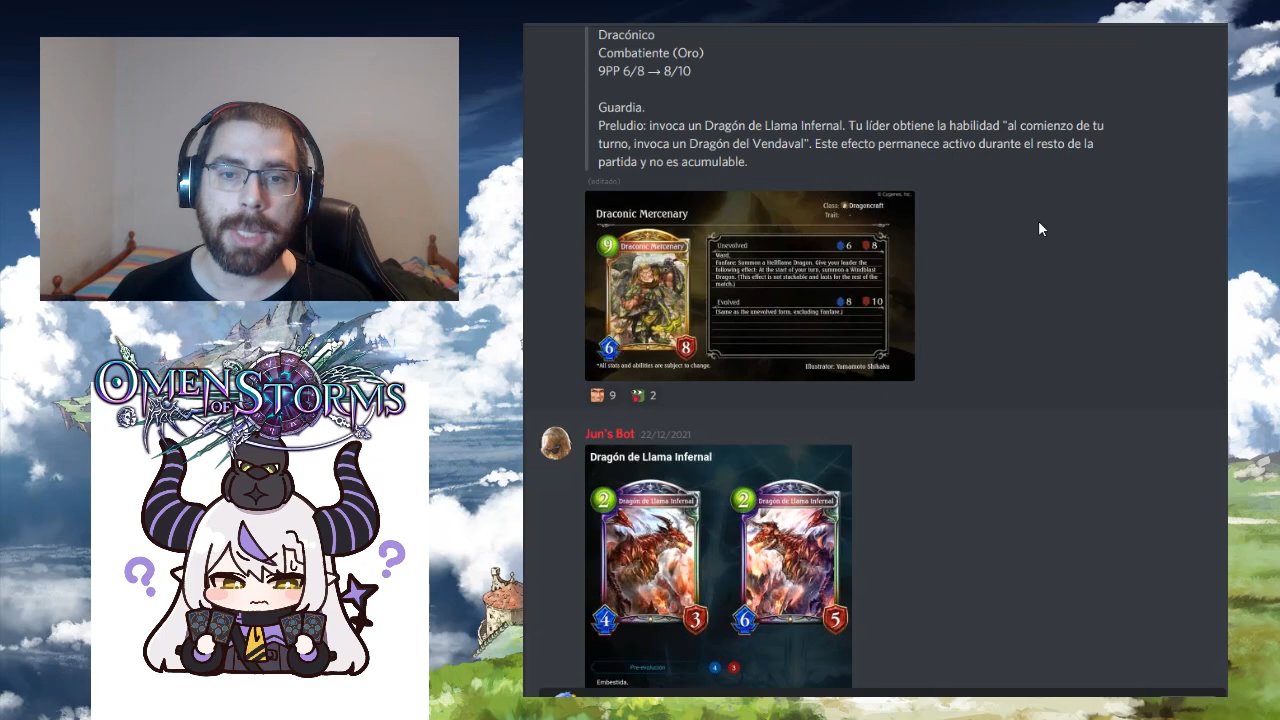 Dracónico
Combatiente (Oro)
9PP 6/8 → 8/10
Guardia.
Preludio: invoca un Dragón de Llama Infernal. Tu líder obtiene la habilidad "al comienzo de tu
turno, invoca un Dragón del Vendaval". Este efecto permanece activo durante el resto de la
partida y no es acumulable.
(editado)
© Cygames, Inc.
Draconic Mercenary
Class: Dragoncraft
Trait: -
9 Draconic Mercenary
6 8
Unevolved 6 8
Ward.
Fanfare: Summon a Hellflame Dragon. Give your leader the
following effect: At the start of your turn, summon a Windblast
Dragon. (This effect is not stackable and lasts for the rest of the
match.)
Evolved 8 10
(Same as the unevolved form, excluding Fanfare.)
*All stats and abilities are subject to change.
Illustrator: Yamamoto Shikaku
9 2
Jun's Bot 22/12/2021
Dragón de Llama Infernal
2 Dragón de Llama Infernal
4 3
2 Dragón de Llama Infernal
6 5
Pre-evolución 4 3
Embestida.
OMEN OF STORMS
? ?